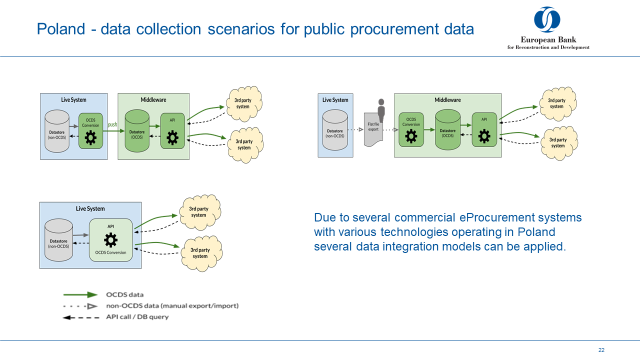 Poland - data collection scenarios for public procurement data
European Bank
for Reconstruction and Development
Live System
Middleware
OCDS
Conversion
Datastore
(non-OCDS)
push
Datastore
(OCDS)
API
3rd party
system
3rd party
system
Live System
Middleware
Datastore
(non-OCDS)
Flat file
export
OCDS
Conversion
Datastore
(OCDS)
API
3rd party
system
3rd party
system
Live System
Datastore
(non-OCDS)
API
OCDS Conversion
3rd party
system
3rd party
system
Due to several commercial eProcurement systems
with various technologies operating in Poland
several data integration models can be applied.
OCDS data
non-OCDS data (manual export/import)
API call / DB query
22